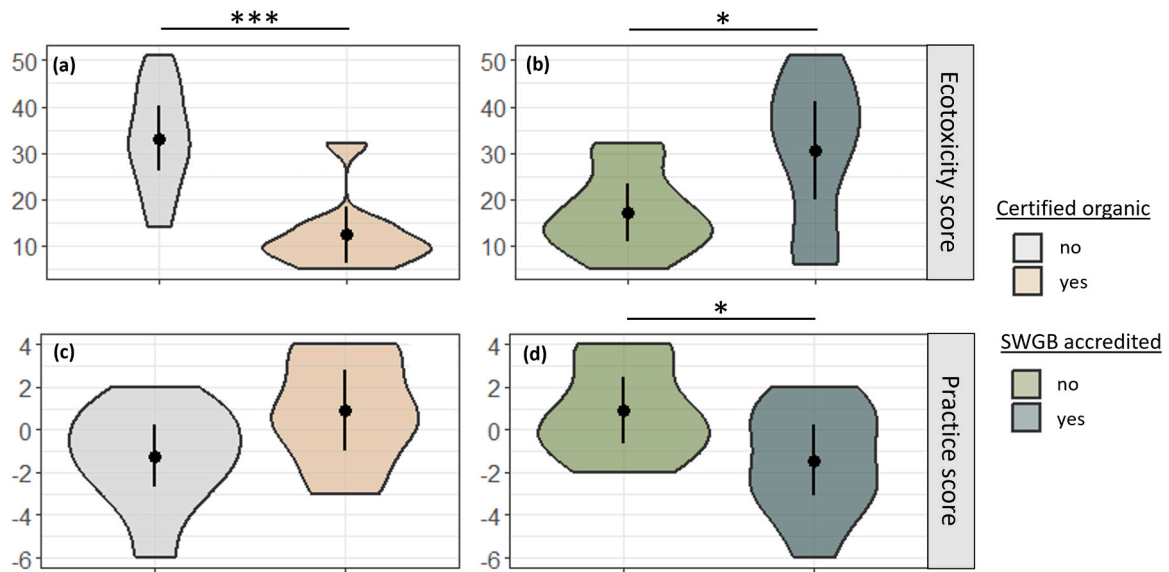 ***
*
(a)
50
40
30
20
10
(b)
50
40
30
20
10
Ecotoxicity score
Certified organic
no
yes
*
(c)
4
2
0
-2
-4
-6
(d)
4
2
0
-2
-4
-6
Practice score
SWGB accredited
no
yes